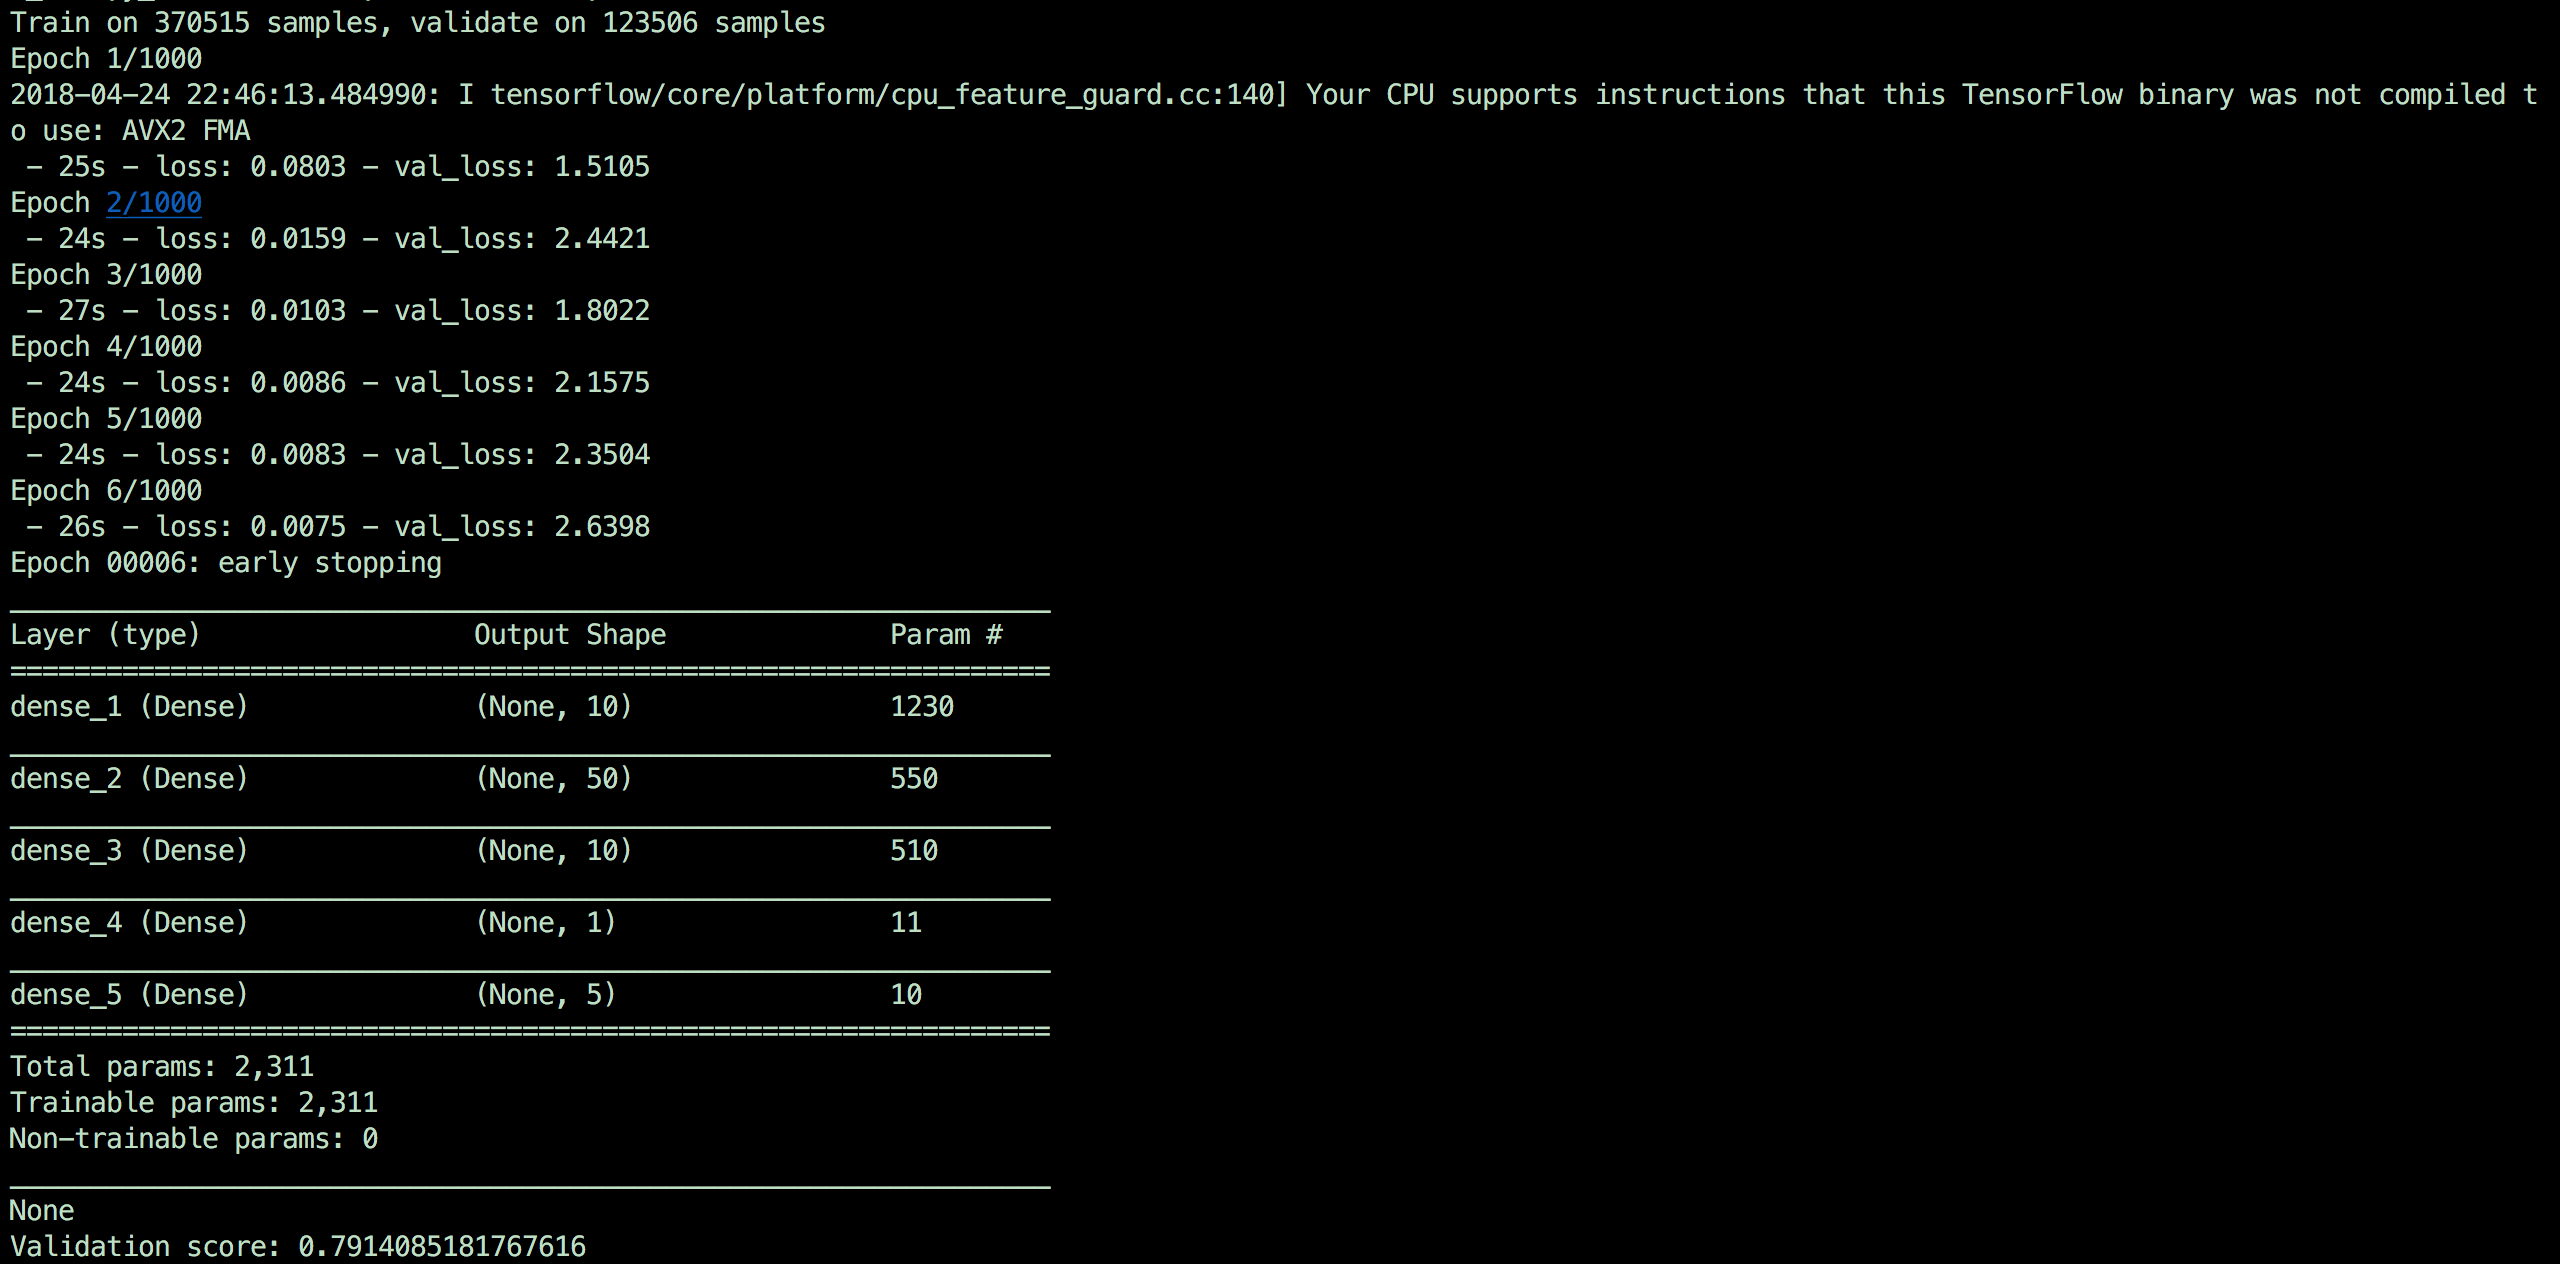 Train on 370515 samples, validate on 123506 samples
Epoch 1/1000
2018-04-24 22:46:13.484990: I tensorflow/core/platform/cpu_feature_guard.cc:140] Your CPU supports instructions that this TensorFlow binary was not compiled t
o use: AVX2 FMA
 - 25s - loss: 0.0803 - val_loss: 1.5105
Epoch 2/1000
 - 24s - loss: 0.0159 - val_loss: 2.4421
Epoch 3/1000
 - 27s - loss: 0.0103 - val_loss: 1.8022
Epoch 4/1000
 - 24s - loss: 0.0086 - val_loss: 2.1575
Epoch 5/1000
 - 24s - loss: 0.0083 - val_loss: 2.3504
Epoch 6/1000
 - 26s - loss: 0.0075 - val_loss: 2.6398
Epoch 00006: early stopping
_________________________________________________________________
Layer (type)                 Output Shape              Param #
=================================================================
dense_1 (Dense)              (None, 10)                1230
_________________________________________________________________
dense_2 (Dense)              (None, 50)                550
_________________________________________________________________
dense_3 (Dense)              (None, 10)                510
_________________________________________________________________
dense_4 (Dense)              (None, 1)                 11
_________________________________________________________________
dense_5 (Dense)              (None, 5)                 10
=================================================================
Total params: 2,311
Trainable params: 2,311
Non-trainable params: 0
_________________________________________________________________
None
Validation score: 0.7914085181767616